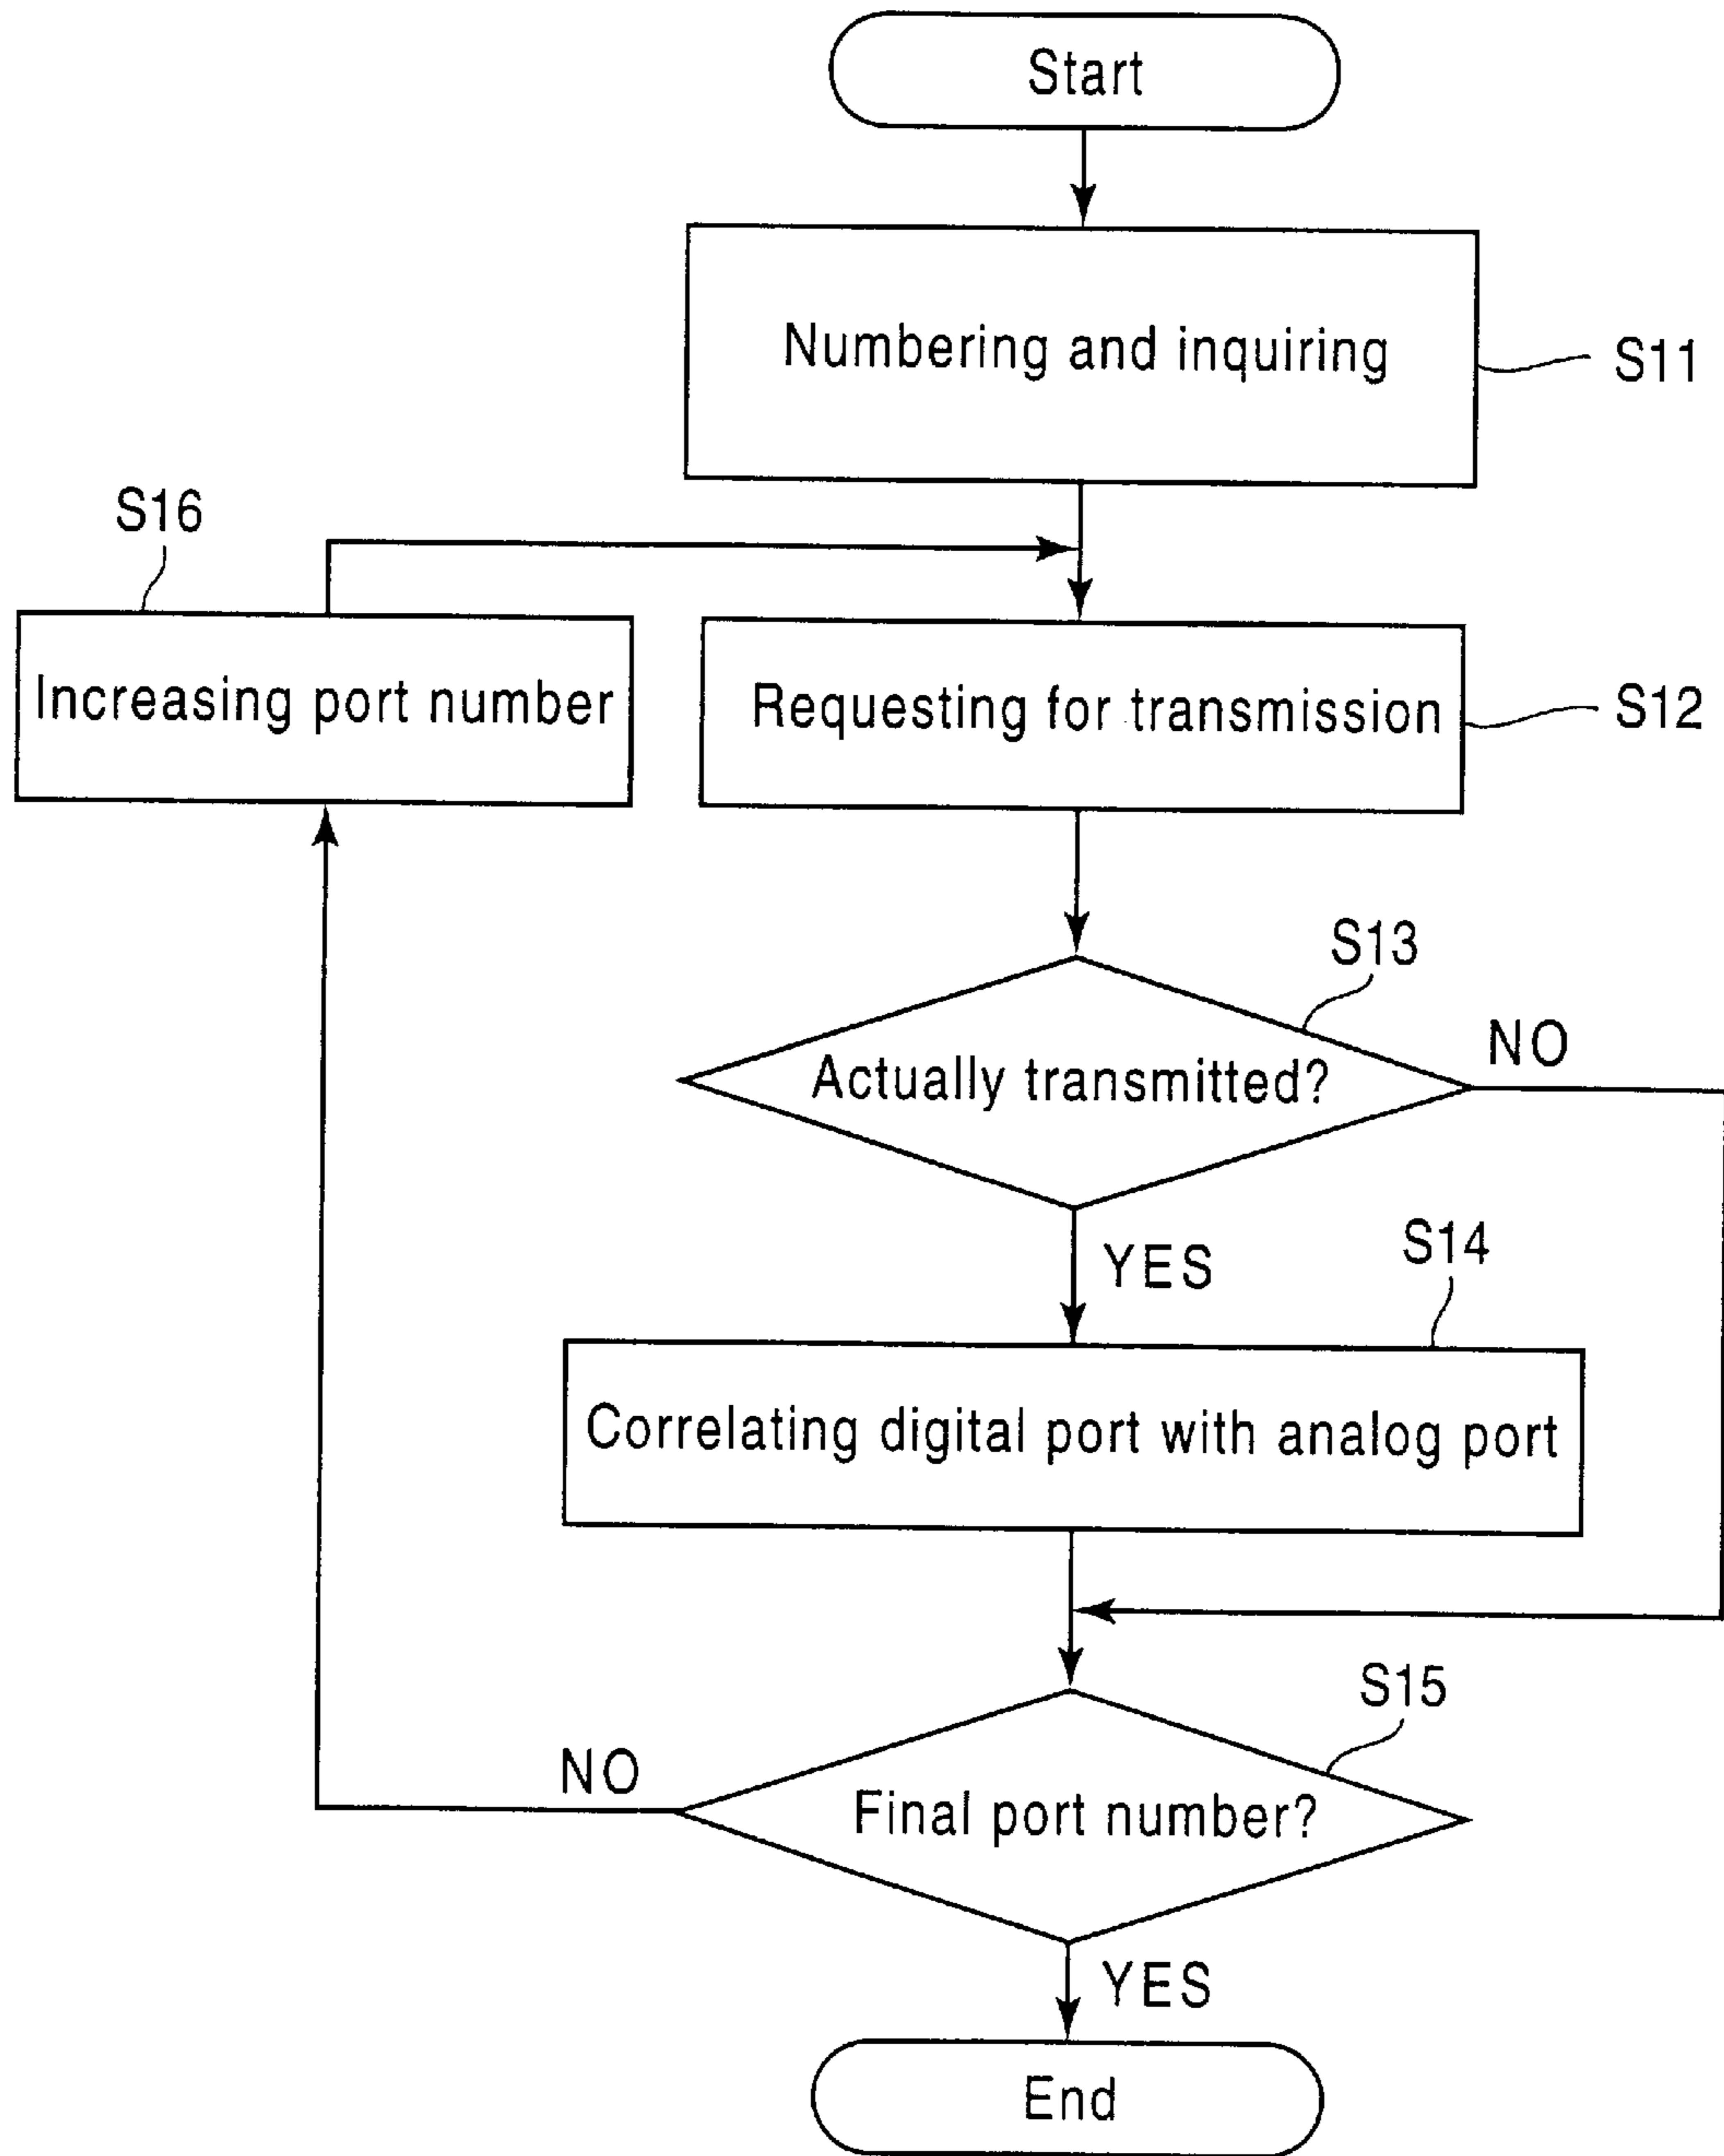 Start
Numbering and inquiring
S11
S16
Increasing port number
Requesting for transmission
S12
S13
Actually transmitted?
NO
YES
S14
Correlating digital port with analog port
S15
NO
Final port number?
YES
End